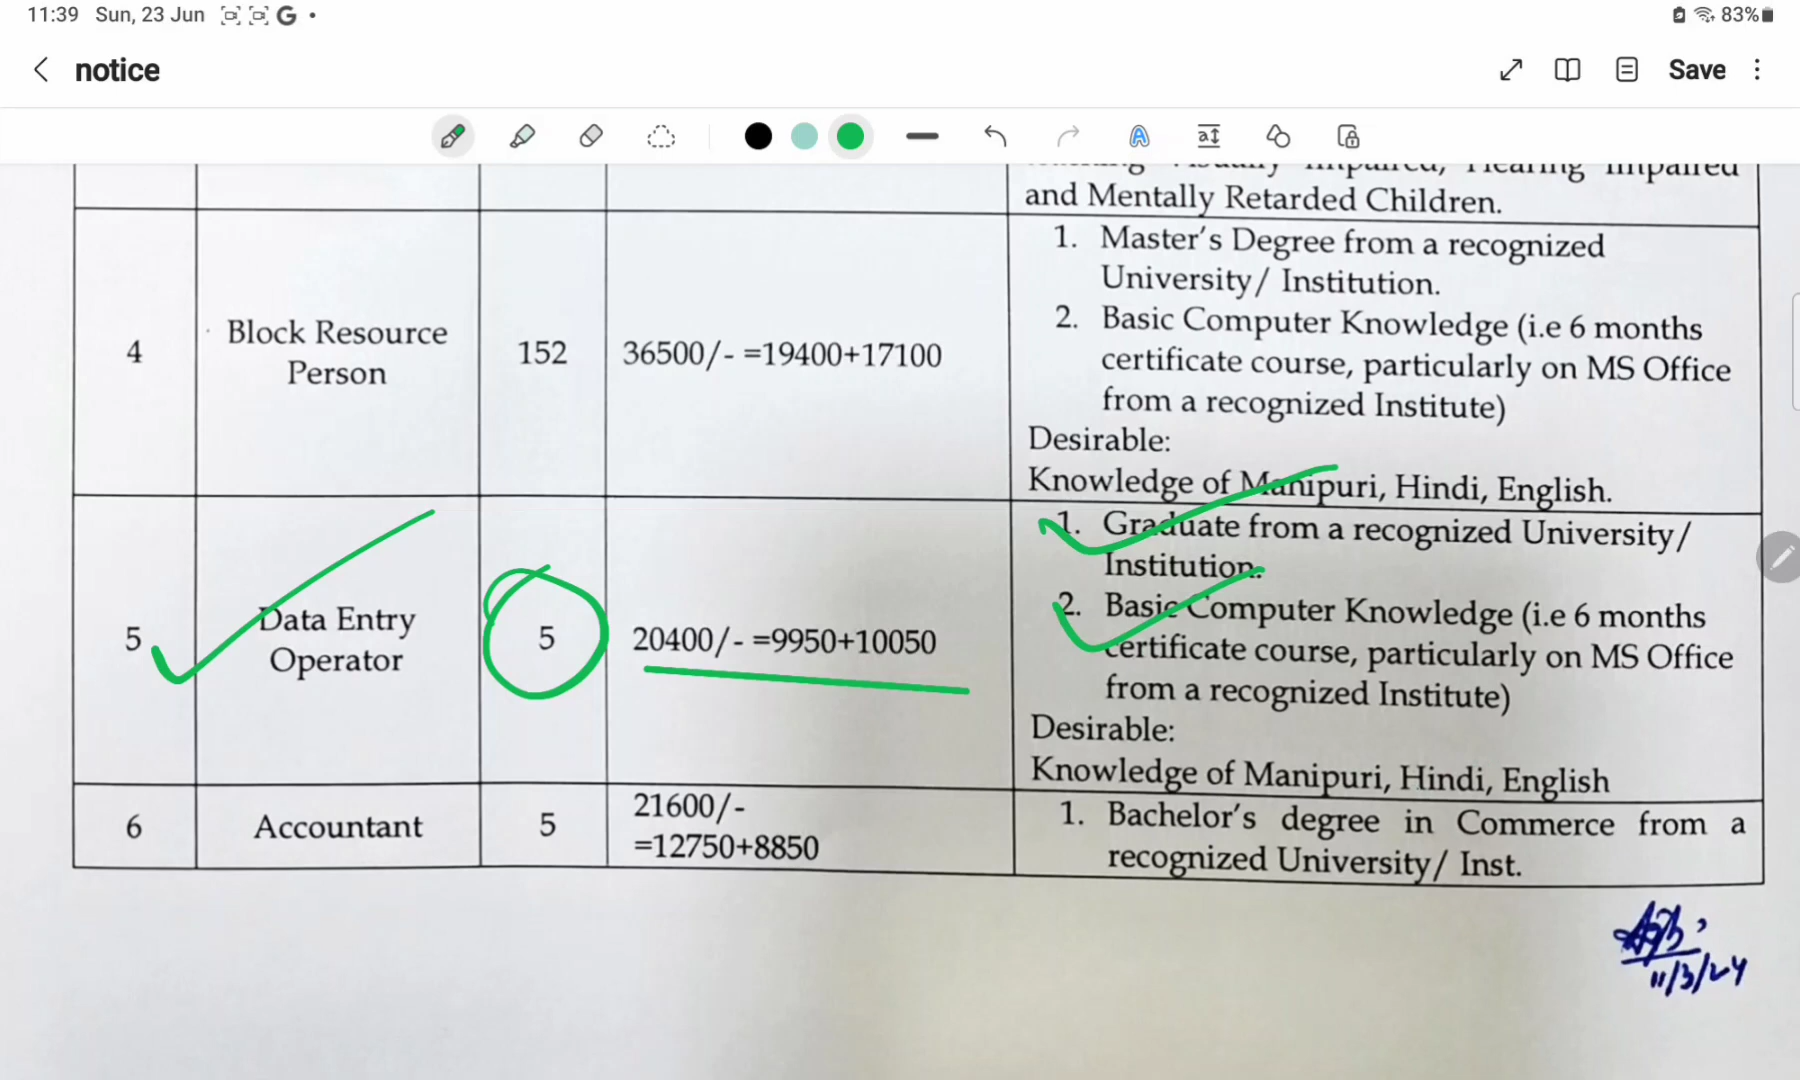 11:39 Sun, 23 Jun G
83%
notice
Save
A
a
and Mentally Retarded Children.
4
Block Resource
Person
152
36500/- =19400+17100
1. Master's Degree from a recognized
University/ Institution.
2. Basic Computer Knowledge (i.e 6 months
certificate course, particularly on MS Office
from a recognized Institute)
Desirable:
Knowledge of Manipuri, Hindi, English.
5
Data Entry
Operator
5
20400/- =9950+10050
1. Graduate from a recognized University/
Institution.
2. Basic Computer Knowledge (i.e 6 months
certificate course, particularly on MS Office
from a recognized Institute)
Desirable:
Knowledge of Manipuri, Hindi, English
6
Accountant
5
21600/-
=12750+8850
1. Bachelor's degree in Commerce from a
recognized University/ Inst.
11/3/24